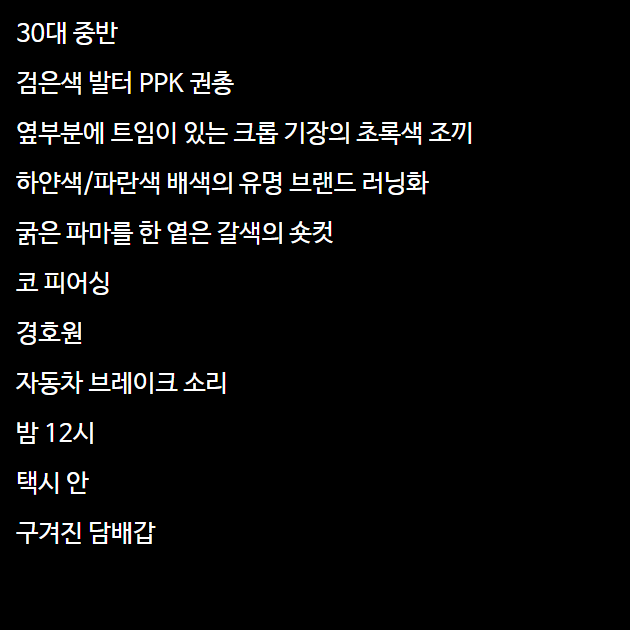 30대 중반
검은색 발터 PPK 권총
옆부분에 트임이 있는 크롭 기장의 초록색 조끼
하얀색/파란색 배색의 유명 브랜드 러닝화
굵은 파마를 한 옅은 갈색의 숏컷
코 피어싱
경호원
자동차 브레이크 소리
밤 12시
택시 안
구겨진 담배갑